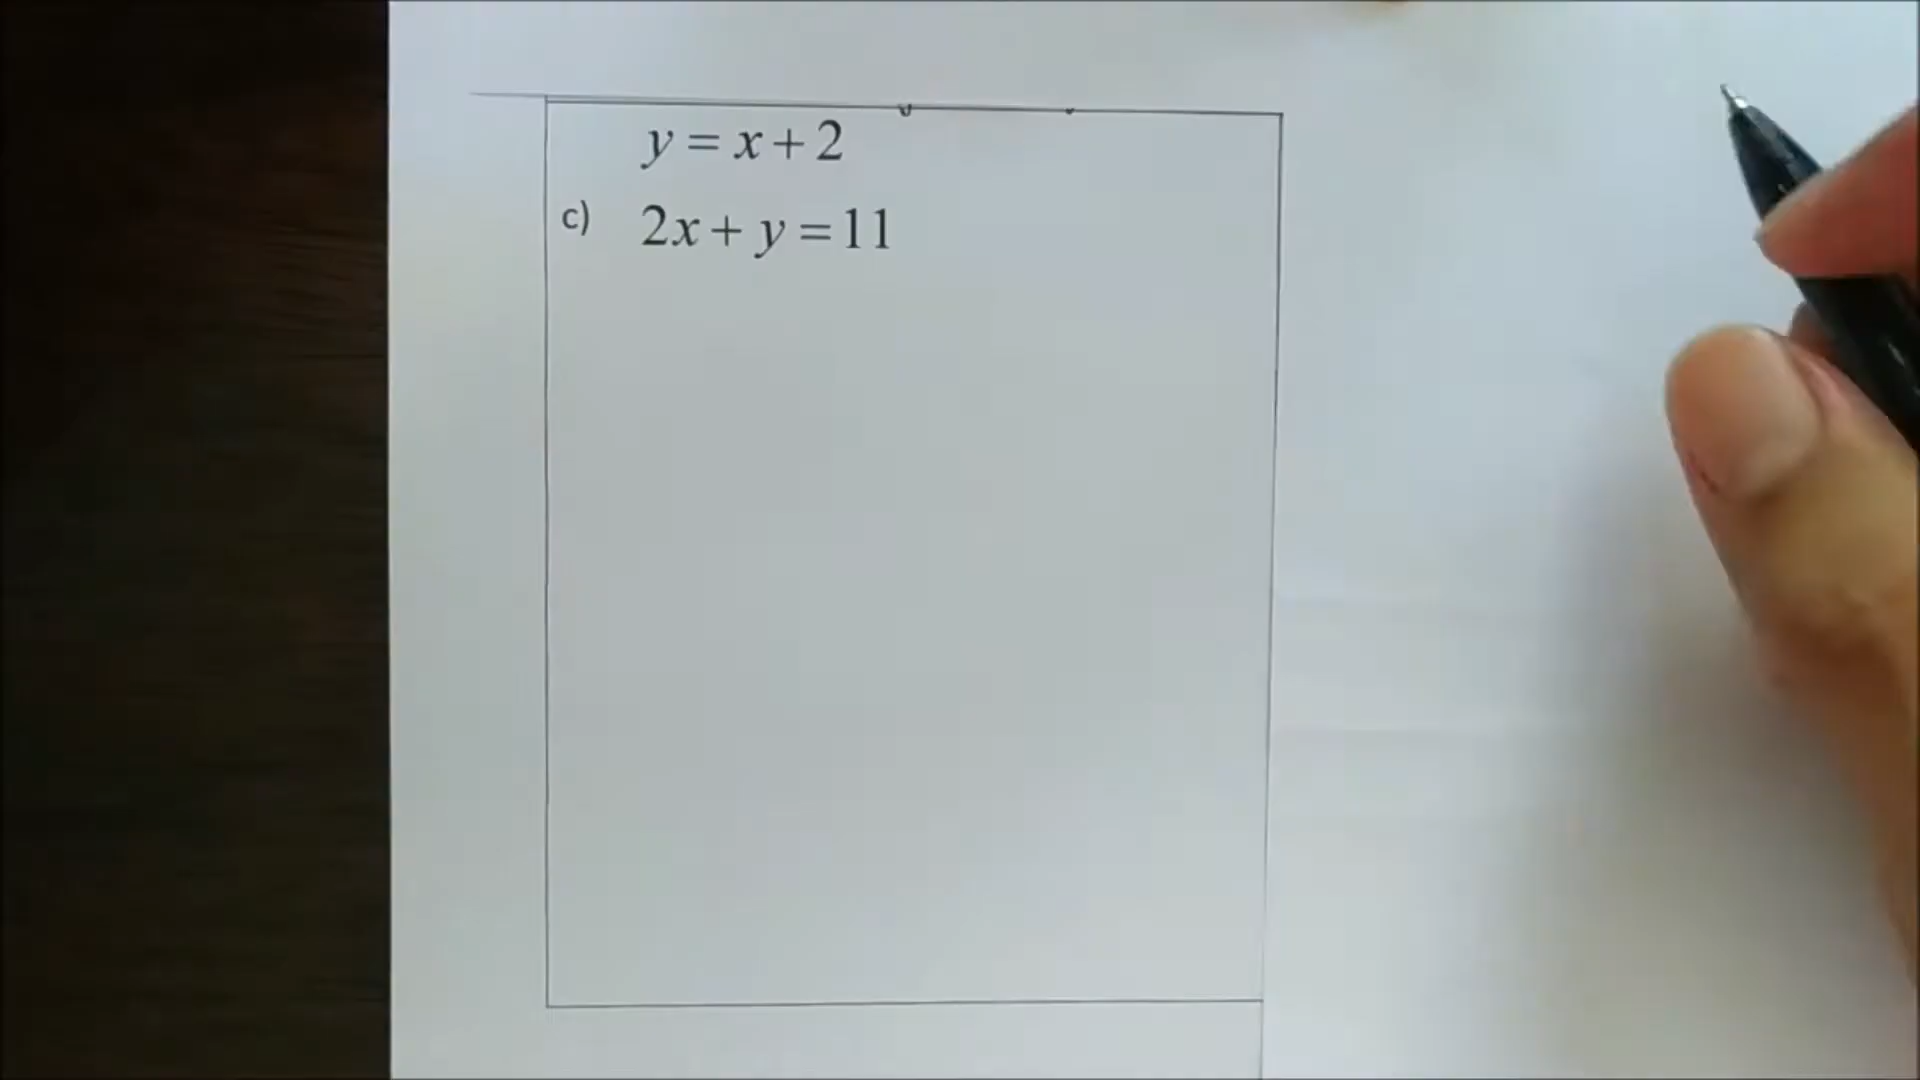 y = x + 2
c) 2x + y = 11